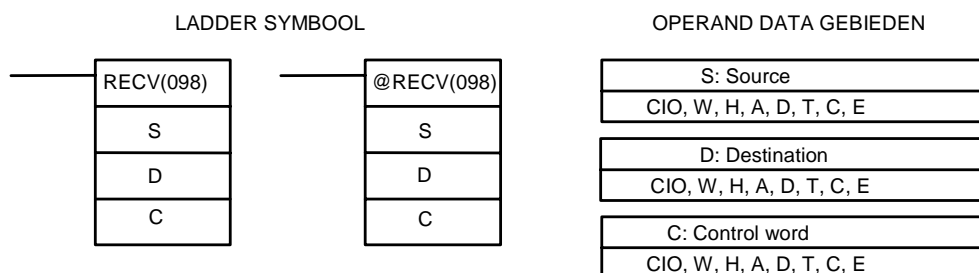 LADDER SYMBOOL
OPERAND DATA GEBIEDEN
RECV(098)
S
D
C
@RECV(098)
S
D
C
S: Source
CIO, W, H, A, D, T, C, E
D: Destination
CIO, W, H, A, D, T, C, E
C: Control word
CIO, W, H, A, D, T, C, E